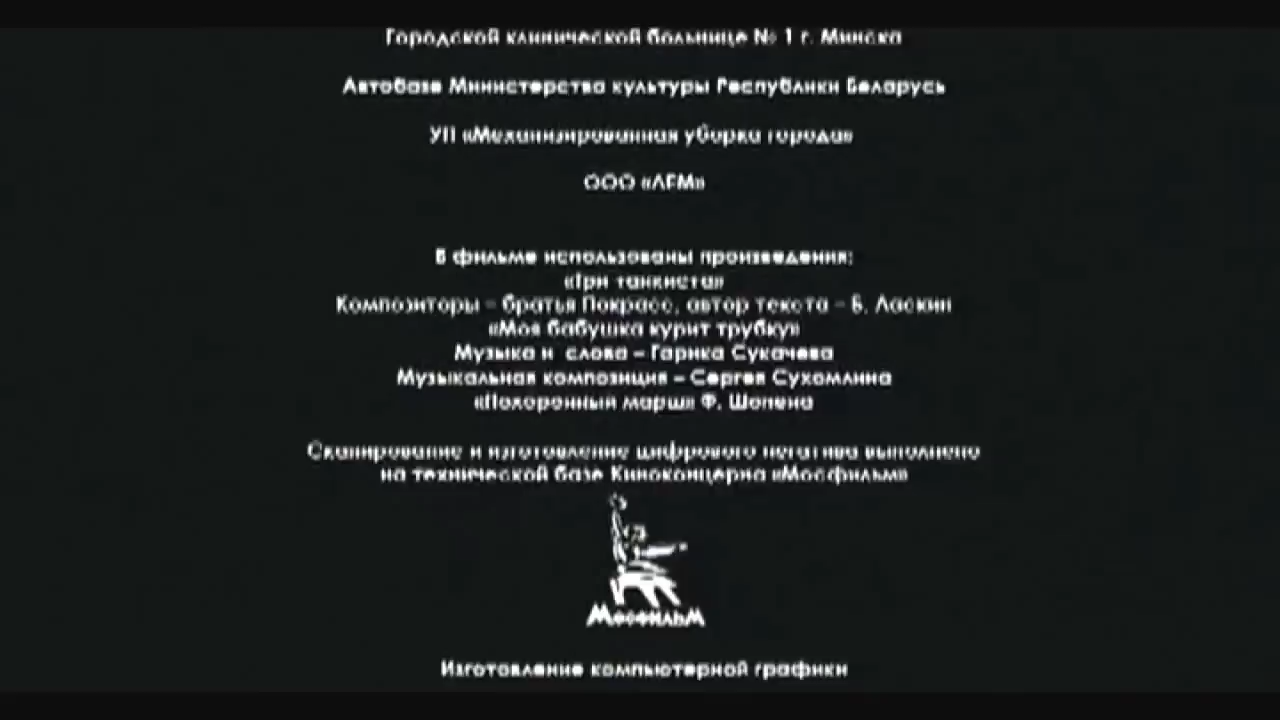 Городской клинической больнице № 1 г. Минска
Автобазе Министерства культуры Республики Беларусь
УП «Механизированная уборка города»
ООО «ЛЕМ»
В фильме использованы произведения:
«Три танкиста»
Композиторы – братья Покрасс, автор текста – Б. Ласкин
«Моя бабушка курит трубку»
Музыка и слова – Гарика Сукачева
Музыкальная композиция – Сергея Сухомлина
«Похоронный марш» Ф. Шопена
Сканирование и изготовление цифрового негатива выполнено
на технической базе Киноконцерна «Мосфильм»
Мосфильм
Изготовление компьютерной графики